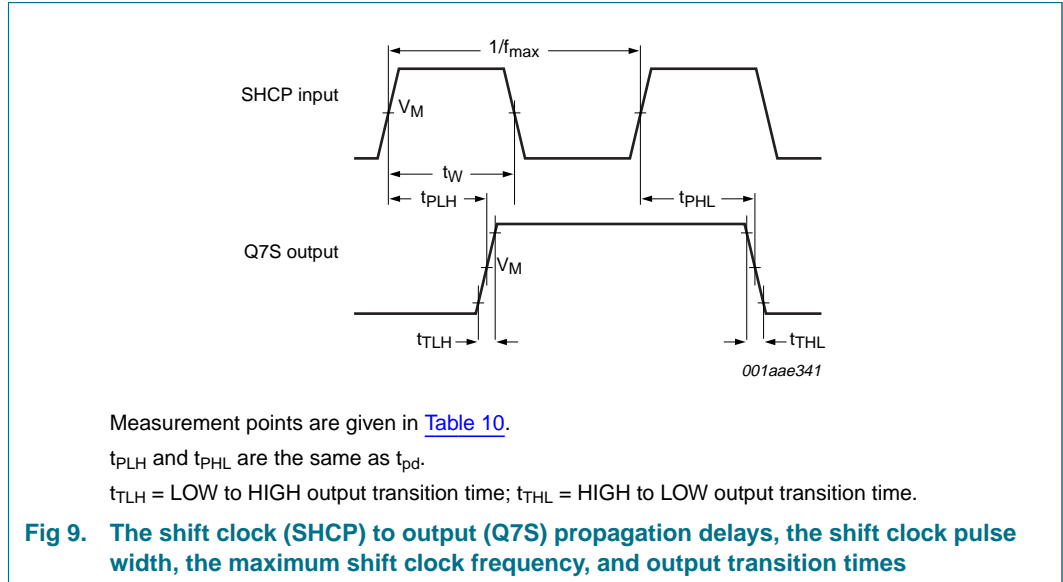 1/fmax
SHCP input
VM
tW
tPLH
tPHL
Q7S output
VM
tTLH
tTHL
001aae341
Measurement points are given in Table 10.
tPLH and tPHL are the same as tpd.
tTLH = LOW to HIGH output transition time; tTHL = HIGH to LOW output transition time.
Fig 9. The shift clock (SHCP) to output (Q7S) propagation delays, the shift clock pulse
width, the maximum shift clock frequency, and output transition times